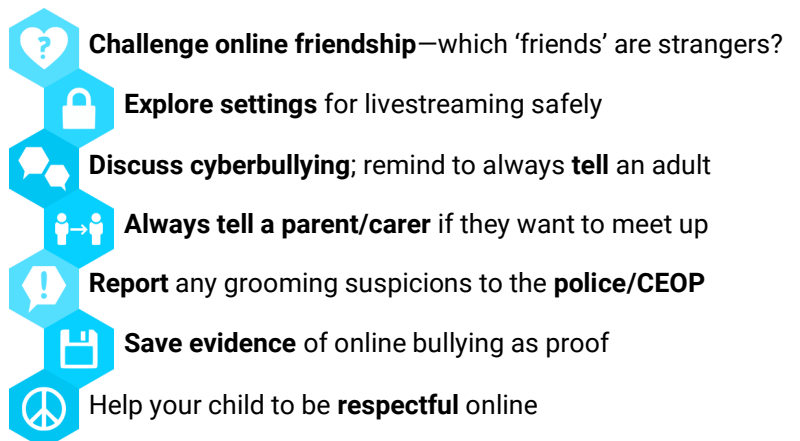 Challenge online friendship—which ‘friends’ are strangers?
Explore settings for livestreaming safely
Discuss cyberbullying; remind to always tell an adult
Always tell a parent/carer if they want to meet up
Report any grooming suspicions to the police/CEOP
Save evidence of online bullying as proof
Help your child to be respectful online